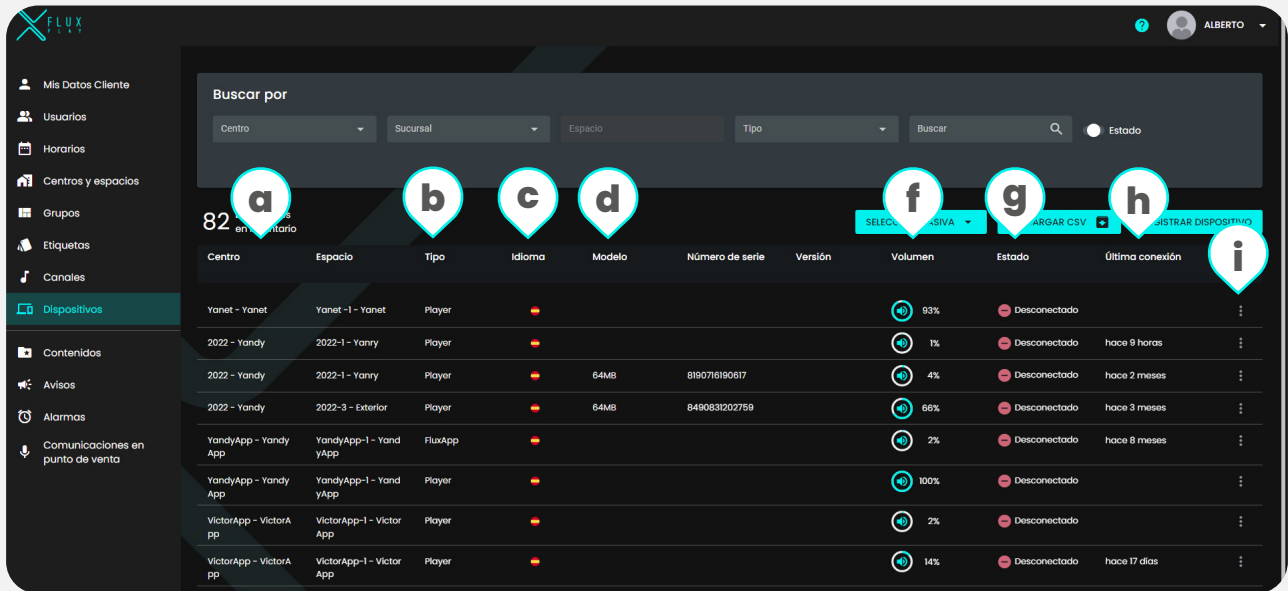 FLUX
PLAY
ALBERTO
Mis Datos Cliente
Usuarios
Horarios
Centros y espacios
Grupos
Etiquetas
Canales
Dispositivos
Contenidos
Avisos
Alarmas
Comunicaciones en
punto de venta
Buscar por
Centro Sucursal Espacio Tipo Buscar Estado
a b c d f g h i
82
en
CSV DISPOSITIVO
Centro Espacio Tipo Idioma Modelo Número de serie Versión Volumen Estado Última conexión
Yanet - Yanet Yanet -1 - Yanet Player 93% Desconectado
2022 - Yandy 2022-1 - Yanry Player 1% Desconectado hace 9 horas
2022 - Yandy 2022-1 - Yanry Player 64MB 8190716190617 4% Desconectado hace 2 meses
2022 - Yandy 2022-3 - Exterior Player 64MB 8490831202759 66% Desconectado hace 3 meses
YandyApp - Yandy YandyApp-1 - Yand FluxApp 2% Desconectado hace 8 meses
App yApp
YandyApp - Yandy YandyApp-1 - Yand Player 100% Desconectado
App yApp
VictorApp - VictorA VictorApp-1 - Victor Player 2% Desconectado
pp App
VictorApp - VictorA VictorApp-1 - Victor Player 14% Desconectado hace 17 días
pp App